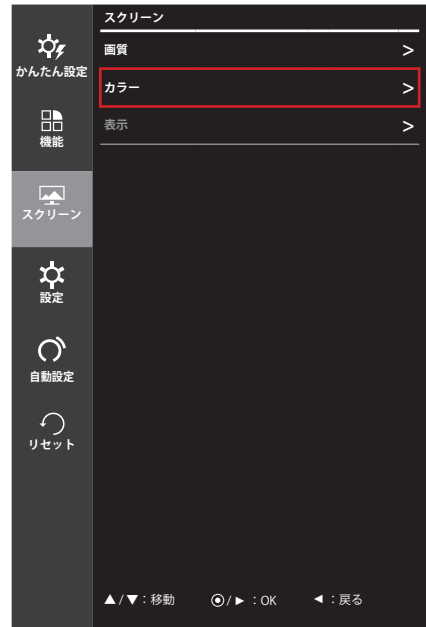 スクリーン
かんたん設定
機能
スクリーン
設定
自動設定
リセット
画質 >
カラー >
表示 >
▲/▼：移動 ◉/►：OK ◄：戻る